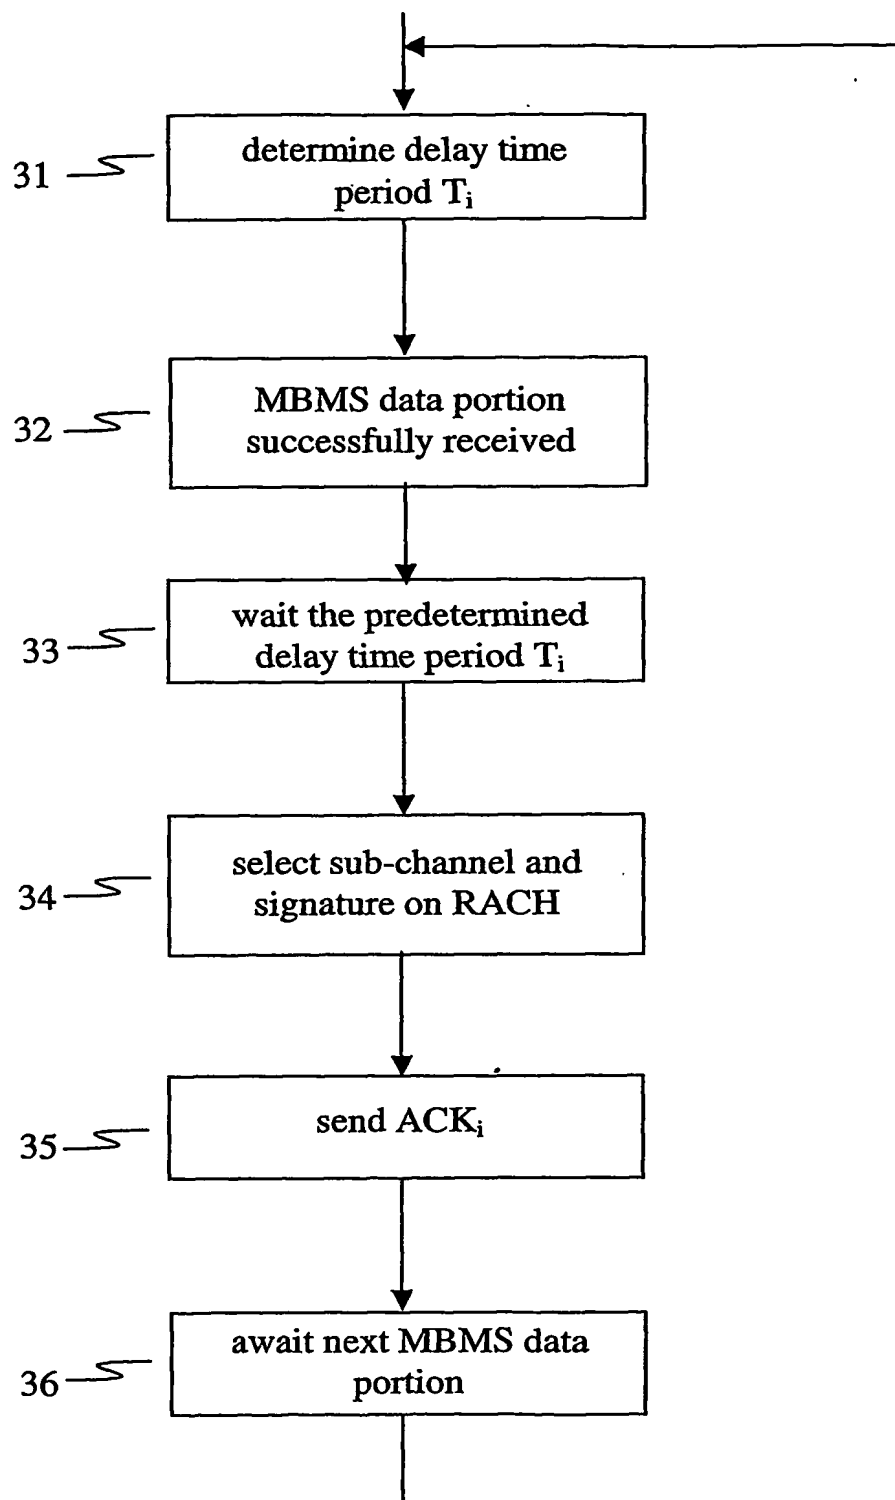 31
determine delay time
period Tᵢ
32
MBMS data portion
successfully received
33
wait the predetermined
delay time period Tᵢ
34
select sub-channel and
signature on RACH
35
send ACKᵢ
36
await next MBMS data
portion